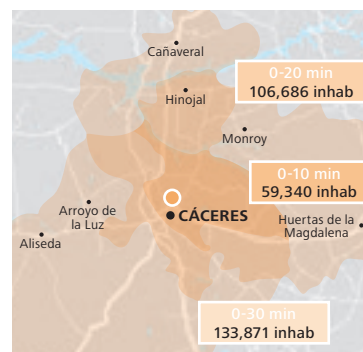 Cañaveral
0-20 min
106,686 inhab
Hinojal
Monroy
0-10 min
59,340 inhab
Arroyo de
la Luz
CÁCERES
Huertas de la
Magdalena
Aliseda
0-30 min
133,871 inhab